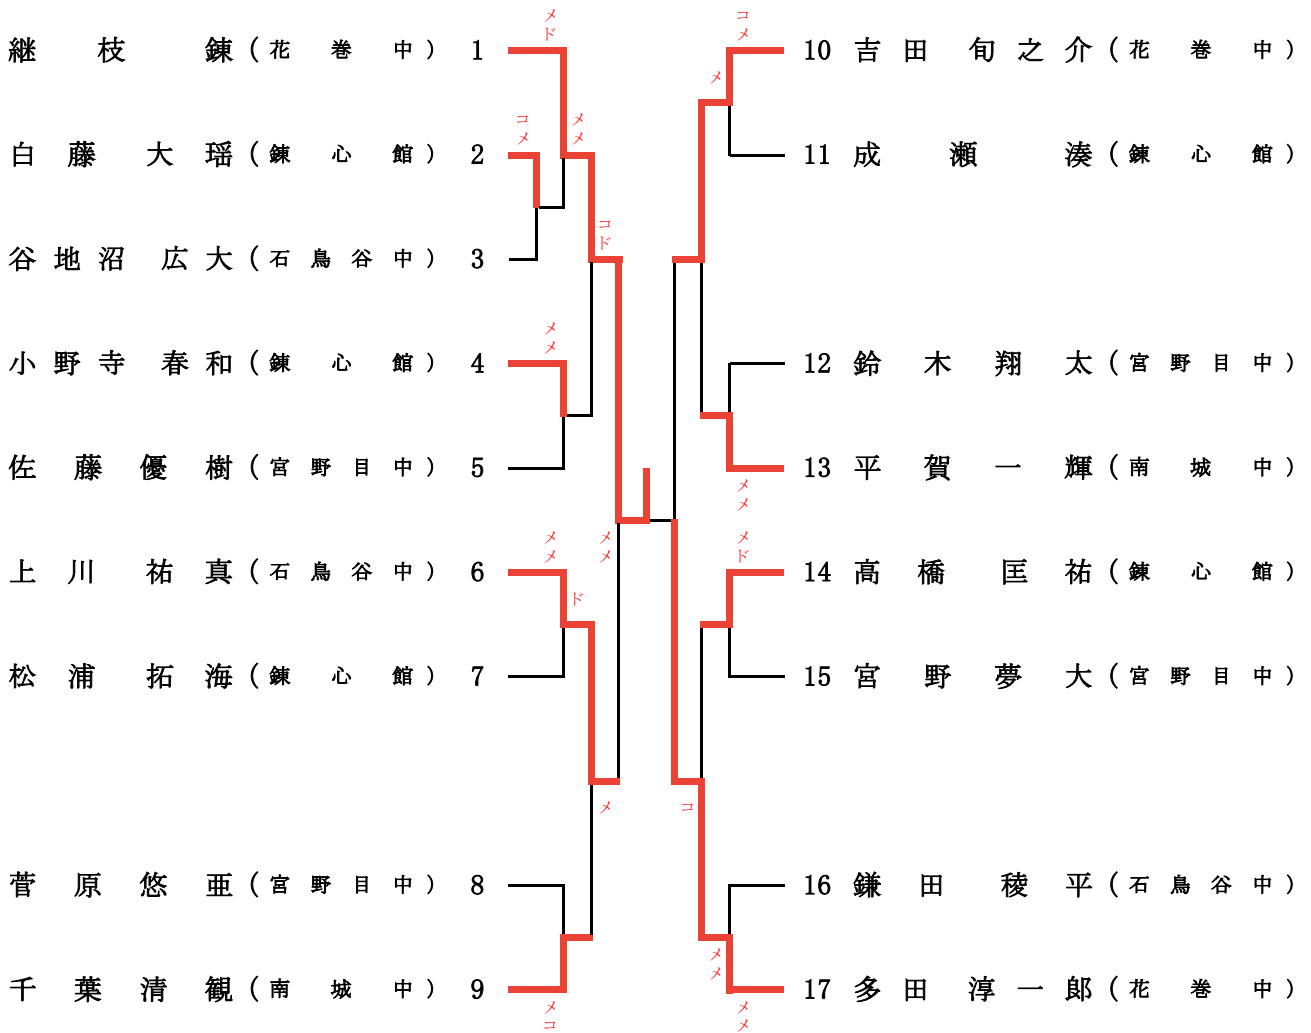 継枝錬(花巻中) 1
白藤大瑶(錬心館) 2
谷地沼広大(石鳥谷中) 3
小野寺春和(錬心館) 4
佐藤優樹(宮野目中) 5
上川祐真(石鳥谷中) 6
松浦拓海(錬心館) 7
菅原悠亜(宮野目中) 8
千葉清観(南城中) 9
メド
コメ
メメ
コド
メメ
メメ
ド
メメ
メ
メコ
10 吉田旬之介(花巻中)
11 成瀬湊(錬心館)
12 鈴木翔太(宮野目中)
13 平賀一輝(南城中)
14 高橋匡祐(錬心館)
15 宮野夢大(宮野目中)
16 鎌田稜平(石鳥谷中)
17 多田淳一郎(花巻中)
コメ
メ
メメ
メド
コ
メメ
メメ